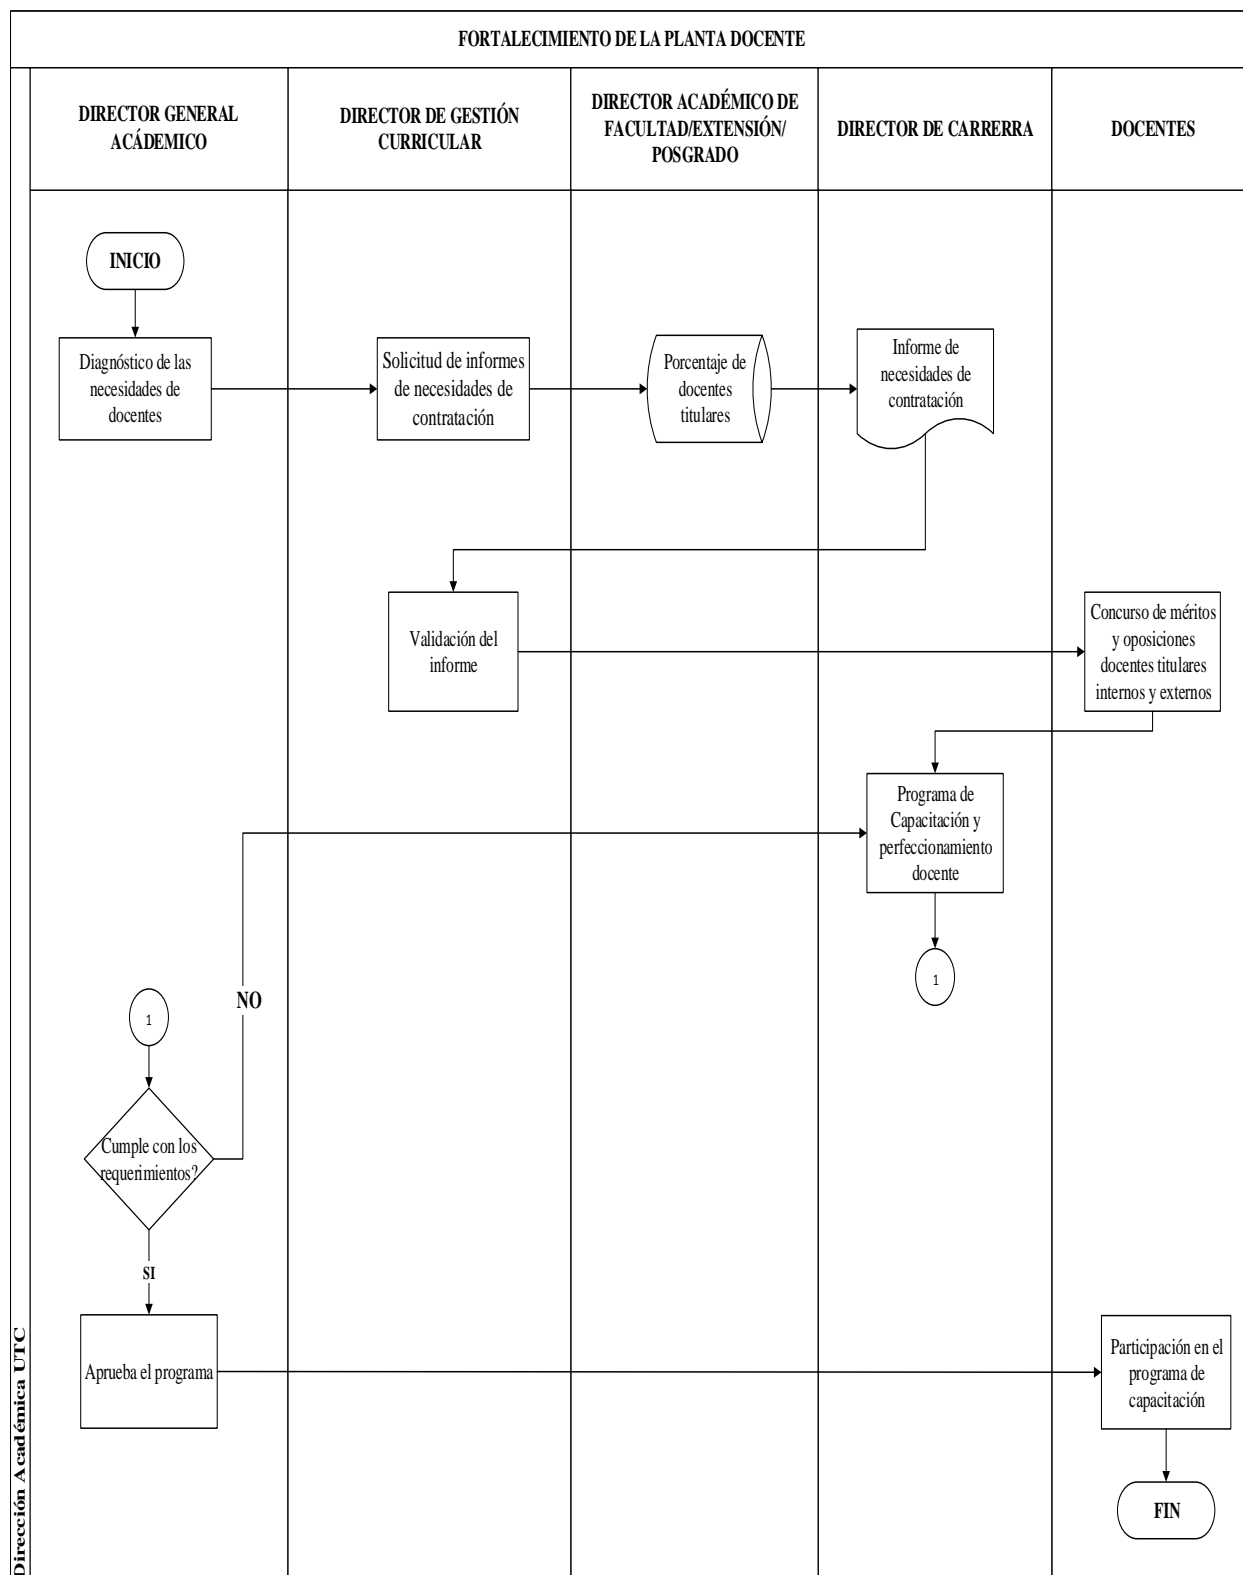 FORTALECIMIENTO DE LA PLANTA DOCENTE
DIRECTOR GENERAL
ACÁDEMICO
DIRECTOR DE GESTIÓN
CURRICULAR
DIRECTOR ACADÉMICO DE
FACULTAD/EXTENSIÓN/
POSGRADO
DIRECTOR DE CARRERRA
DOCENTES
INICIO
Diagnóstico de las
necesidades de
docentes
Solicitud de informes
de necesidades de
contratación
Porcentaje de
docentes
titulares
Informe de
necesidades de
contratación
Validación del
informe
Concurso de méritos
y oposiciones
docentes titulares
internos y externos
Programa de
Capacitación y
perfeccionamiento
docente
1
NO
1
Cumple con los
requerimientos?
SI
Aprueba el programa
Participación en el
programa de
capacitación
FIN
Dirección Académica UTC